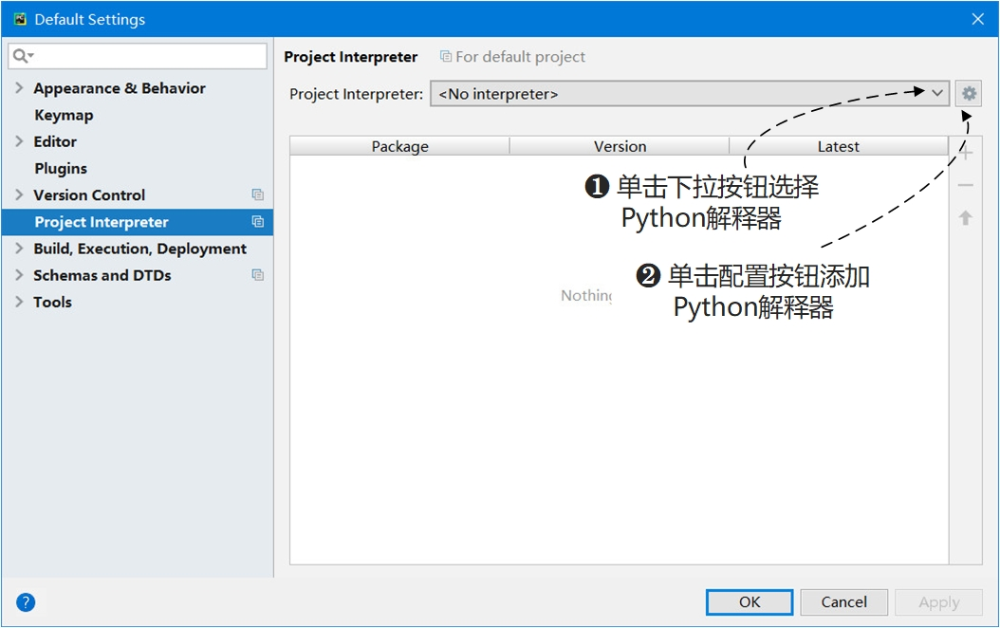 Default Settings
Project Interpreter
For default project
Appearance & Behavior
Project Interpreter: <No interpreter>
Keymap
Editor
Package Version Latest
Plugins
❶ 单击下拉按钮选择
Version Control
Python解释器
Project Interpreter
Build, Execution, Deployment
❷ 单击配置按钮添加
Schemas and DTDs
Python解释器
Nothing
Tools
?
OK Cancel Apply